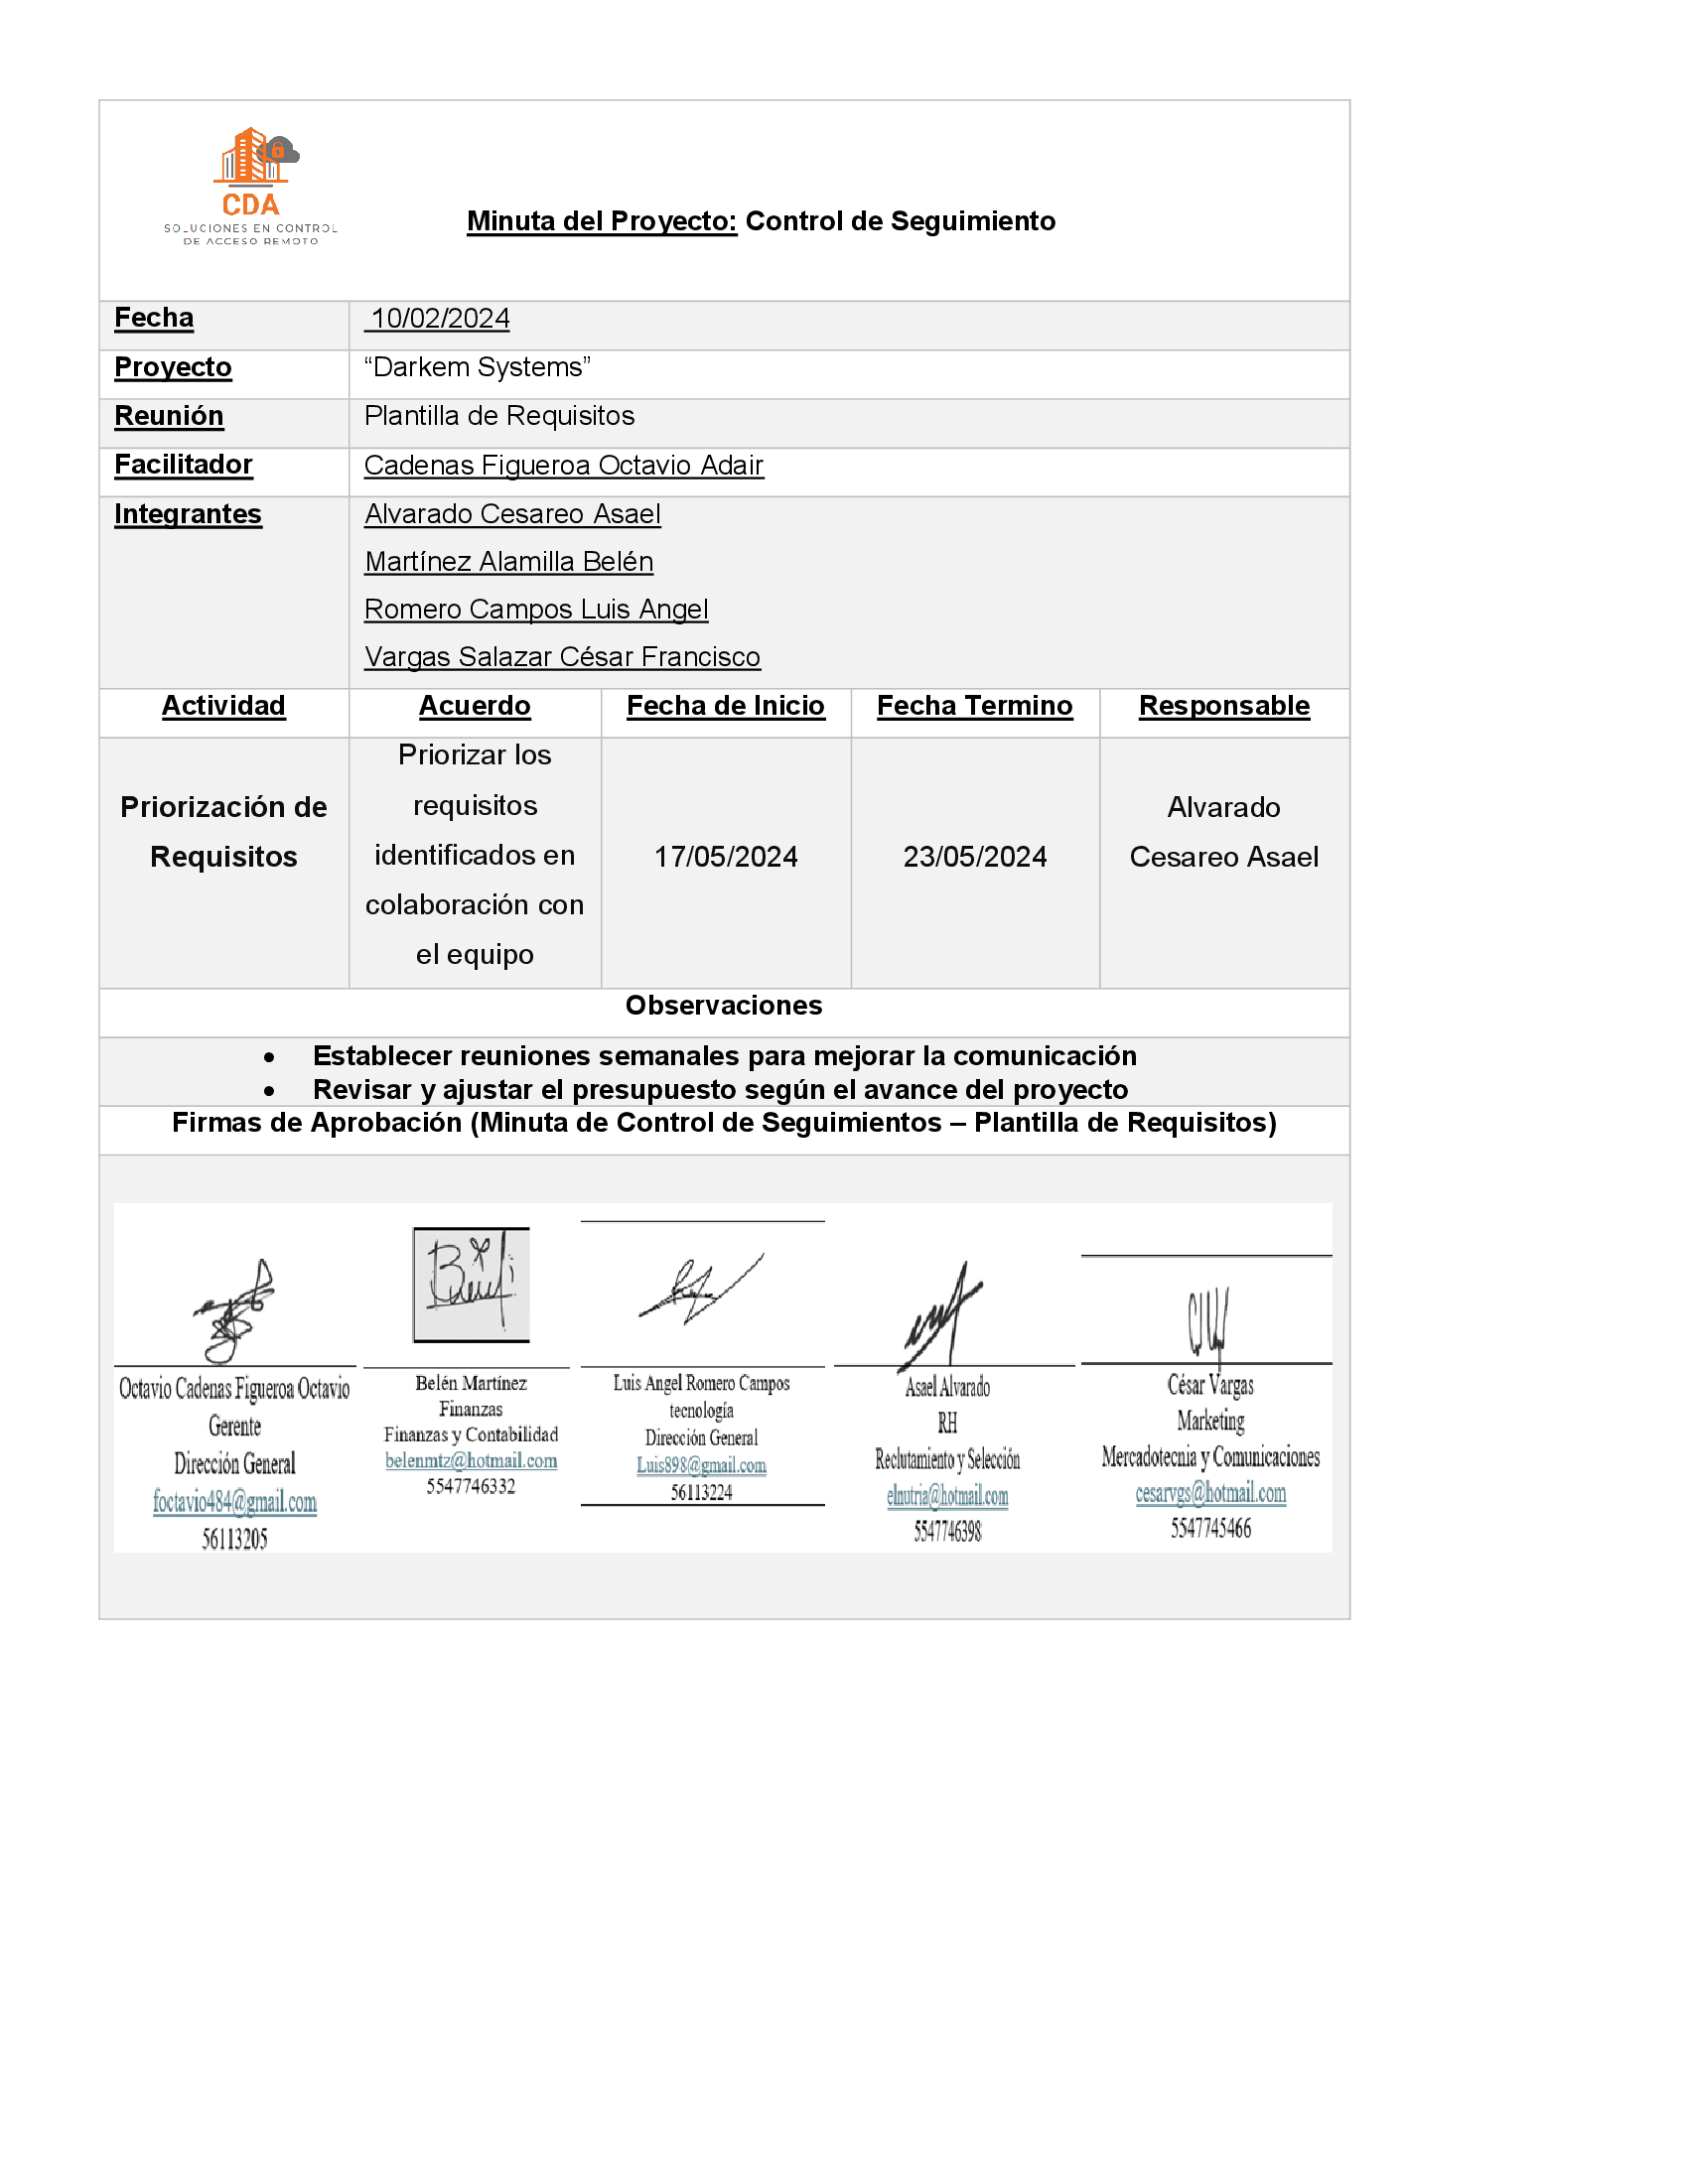 CDA
SOLUCIONES EN CONTROL
DE ACCESO REMOTO
Minuta del Proyecto: Control de Seguimiento
Fecha 10/02/2024
Proyecto “Darkem Systems”
Reunión Plantilla de Requisitos
Facilitador Cadenas Figueroa Octavio Adair
Integrantes Alvarado Cesareo Asael
Martínez Alamilla Belén
Romero Campos Luis Angel
Vargas Salazar César Francisco
Actividad Acuerdo Fecha de Inicio Fecha Termino Responsable
Priorización de
Requisitos
Priorizar los
requisitos
identificados en
colaboración con
el equipo
17/05/2024
23/05/2024
Alvarado
Cesareo Asael
Observaciones
• Establecer reuniones semanales para mejorar la comunicación
• Revisar y ajustar el presupuesto según el avance del proyecto
Firmas de Aprobación (Minuta de Control de Seguimientos – Plantilla de Requisitos)
Octavio Cadenas Figueroa Octavio
Gerente
Dirección General
foctavio484@gmail.com
56113205
Belén Martínez
Finanzas
Finanzas y Contabilidad
belenmtz@hotmail.com
5547746332
Luis Angel Romero Campos
tecnología
Dirección General
Luis898@gmail.com
56113224
Asael Alvarado
RH
Reclutamiento y Selección
elnutria@hotmail.com
5547746398
César Vargas
Marketing
Mercadotecnia y Comunicaciones
cesarvgs@hotmail.com
5547745466